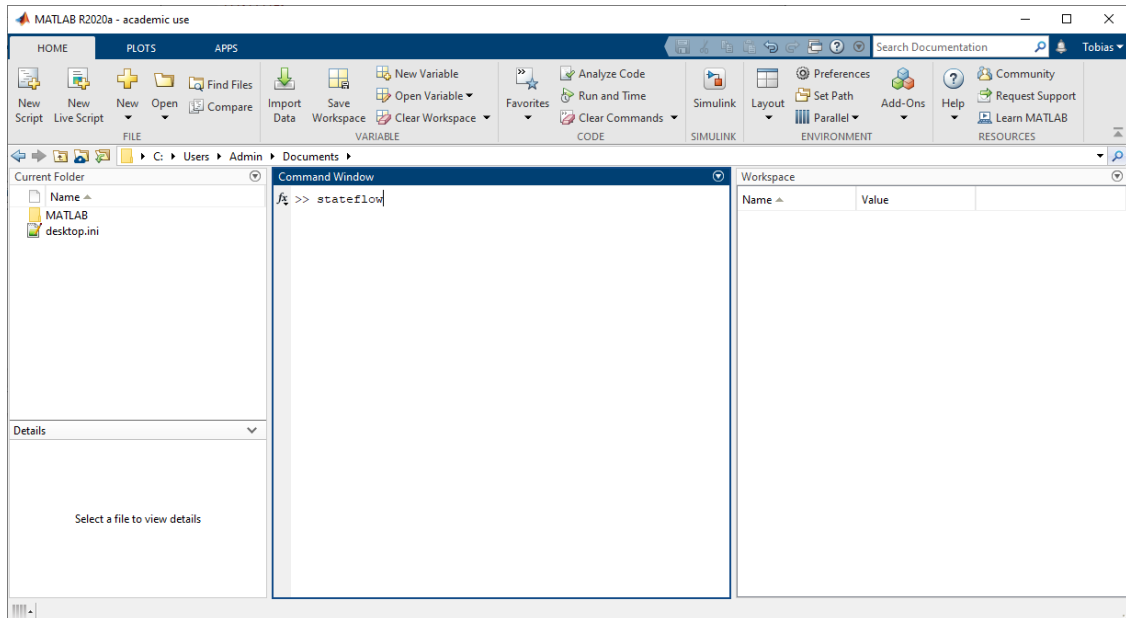 MATLAB R2020a - academic use
HOME PLOTS APPS Search Documentation Tobias
New Script
New Live Script
New
Open
Find Files
Compare
FILE
Import Data
Save Workspace
New Variable
Open Variable
Clear Workspace
VARIABLE
Favorites
Analyze Code
Run and Time
Clear Commands
CODE
Simulink
SIMULINK
Layout
Preferences
Set Path
Parallel
Add-Ons
ENVIRONMENT
Help
Community
Request Support
Learn MATLAB
RESOURCES
C: Users Admin Documents
Current Folder
Name
MATLAB
desktop.ini
Details
Select a file to view details
Command Window
fx >> stateflow
Workspace
Name Value